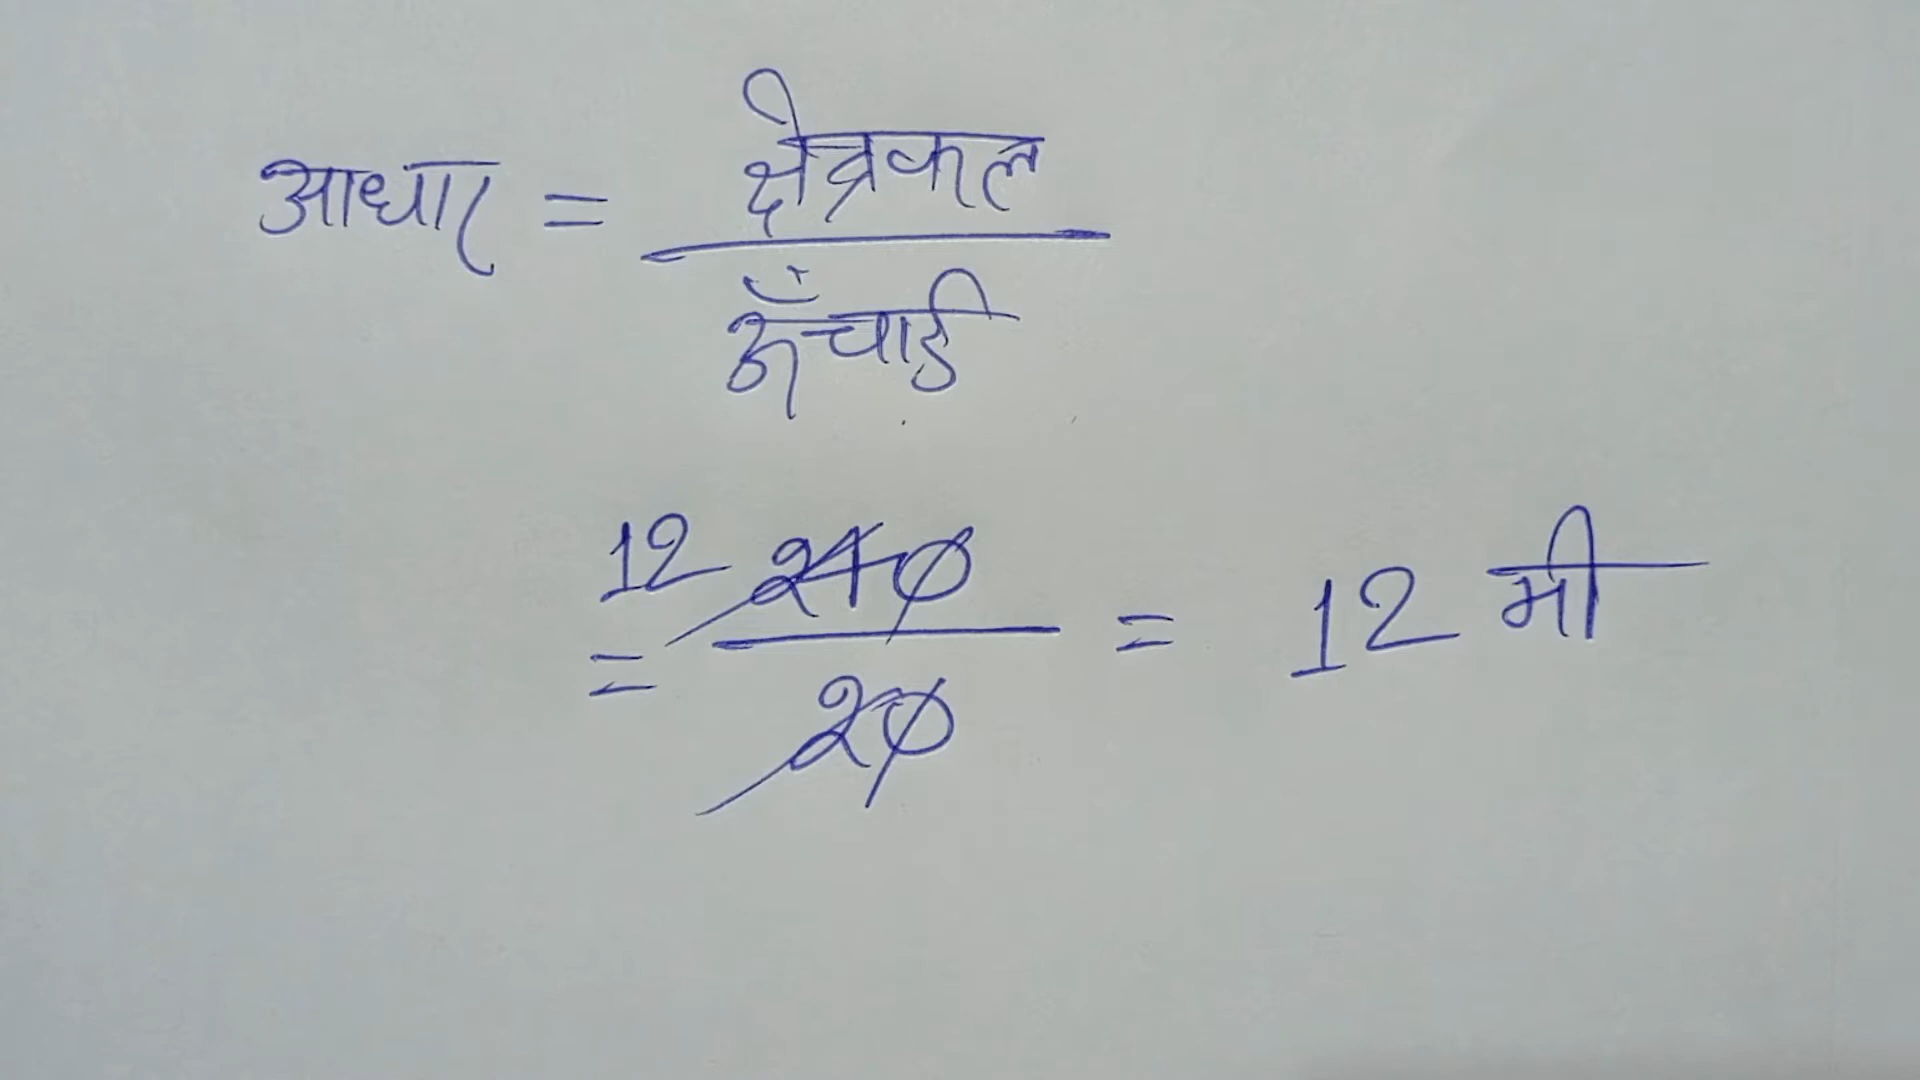 आधार = क्षेत्रफल / ऊँचाई
= 12 240 / 20 = 12 मी